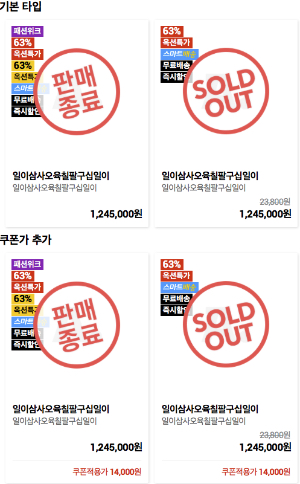 기본 타입
패션위크
63%
옥션특가
63%
옥션특가
스마트
무료배송
즉시할인
판매
종료
일이삼사오육칠팔구십일이
일이삼사오육칠팔구십일이
1,245,000원
63%
옥션특가
스마트배송
무료배송
즉시할인
SOLD
OUT
일이삼사오육칠팔구십일이
일이삼사오육칠팔구십일이
23,800원
1,245,000원
쿠폰가 추가
패션위크
63%
옥션특가
63%
옥션특가
스마트
무료배송
즉시할인
판매
종료
일이삼사오육칠팔구십일이
일이삼사오육칠팔구십일이
1,245,000원
쿠폰적용가 14,000원
63%
옥션특가
스마트배송
무료배송
즉시할인
SOLD
OUT
일이삼사오육칠팔구십일이
일이삼사오육칠팔구십일이
23,800원
1,245,000원
쿠폰적용가 14,000원